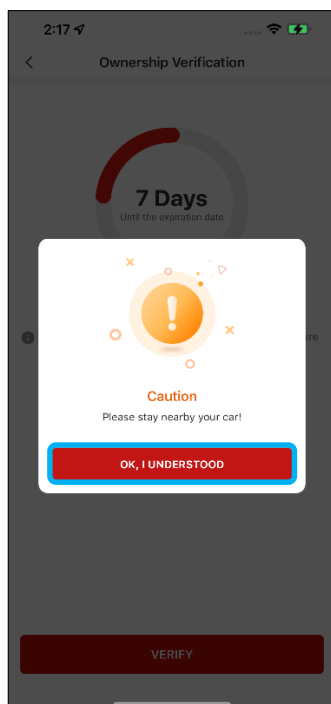 2:17
Ownership Verification
7 Days
Until the expiration date
re
Caution
Please stay nearby your car!
OK, I UNDERSTOOD
VERIFY